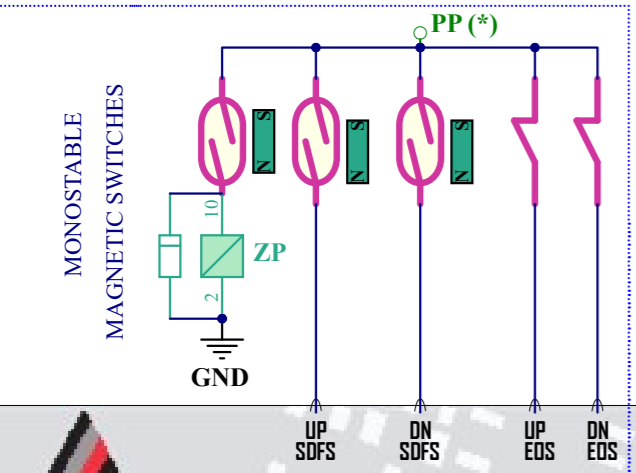 PP (*)
MONOSTABLE
MAGNETIC SWITCHES
S
N
S
N
S
N
10
ZP
2
GND
UP
SDFS
DN
SDFS
UP
EOS
DN
EOS